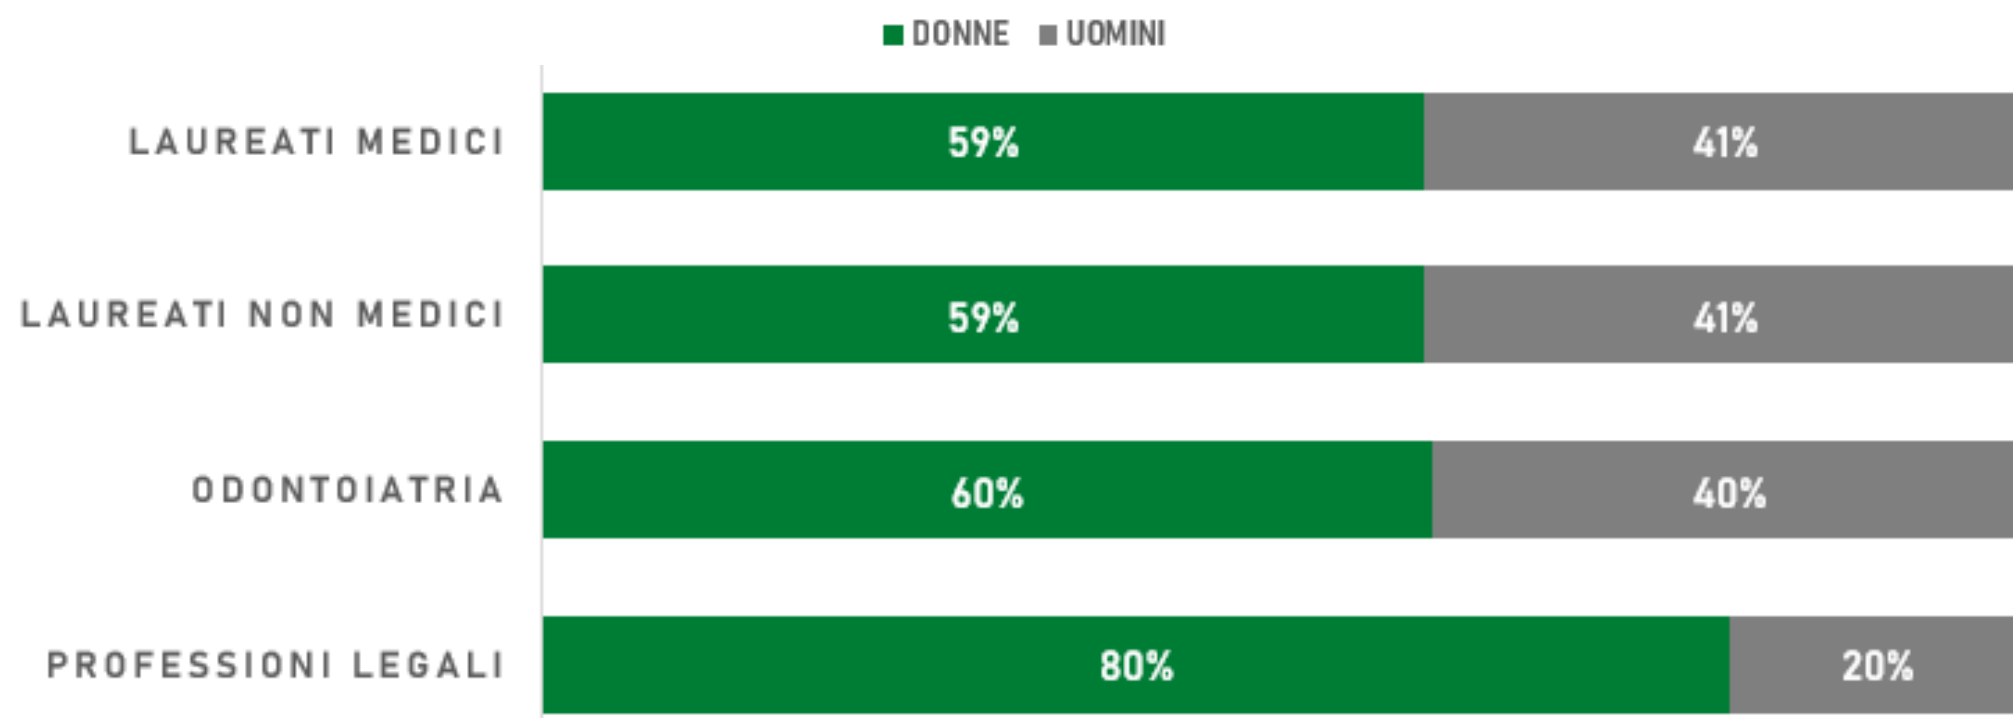 DONNE UOMINI
LAUREATI MEDICI 59% 41%
LAUREATI NON MEDICI 59% 41%
ODONTOIATRIA 60% 40%
PROFESSIONI LEGALI 80% 20%